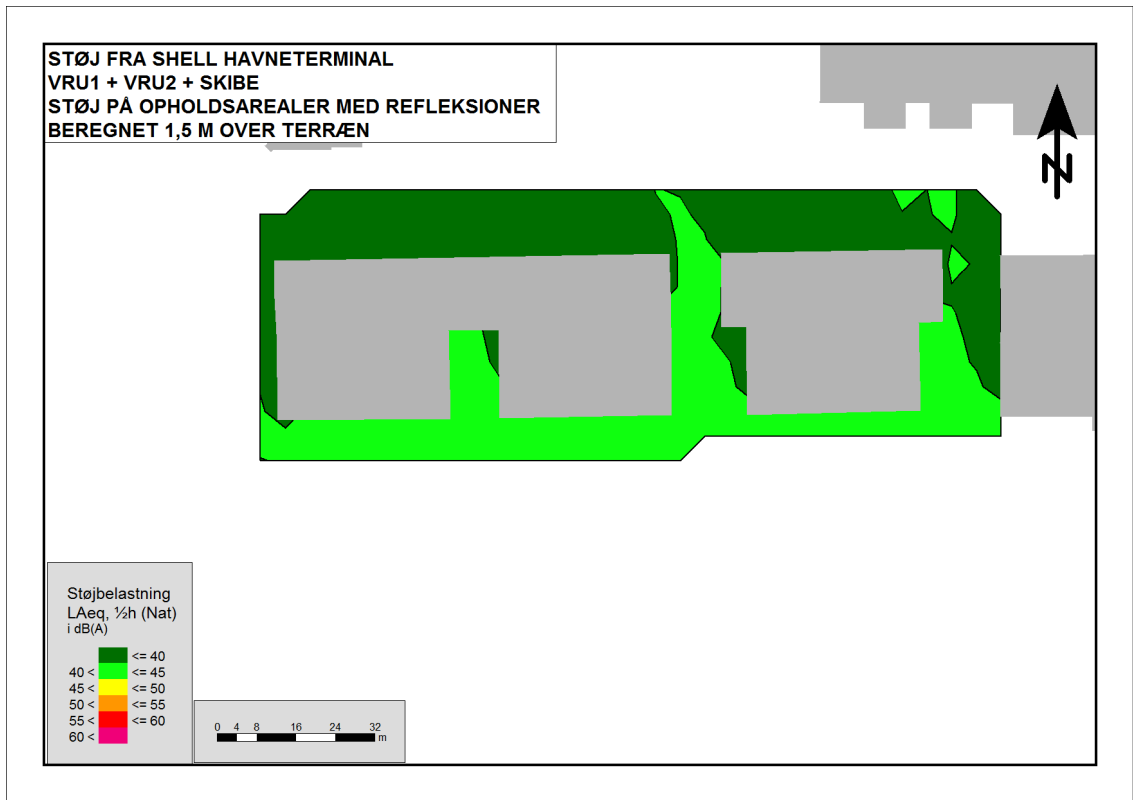 STØJ FRA SHELL HAVNETERMINAL
VRU1 + VRU2 + SKIBE
STØJ PÅ OPHOLDSAREALER MED REFLEKSIONER
BEREGNET 1,5 M OVER TERRÆN
N
Støjbelastning
LAeq, ½h (Nat)
i dB(A)
<= 40
40 < <= 45
45 < <= 50
50 < <= 55
55 < <= 60
60 <
0 4 8 16 24 32
m